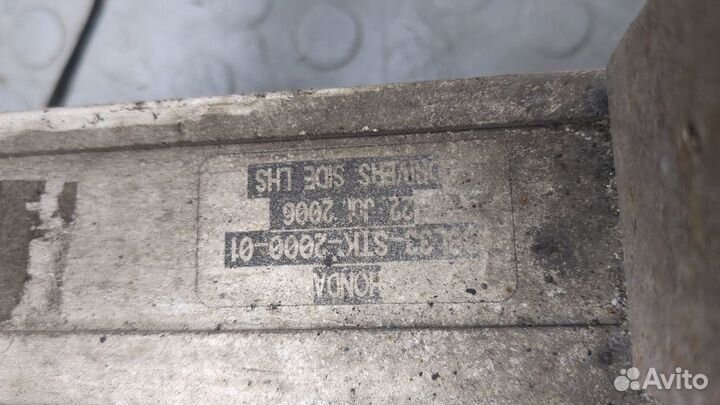 HONDA
33-STK-2000-01
22 Jul 2006
DRIVERS SIDE LHS
Avito